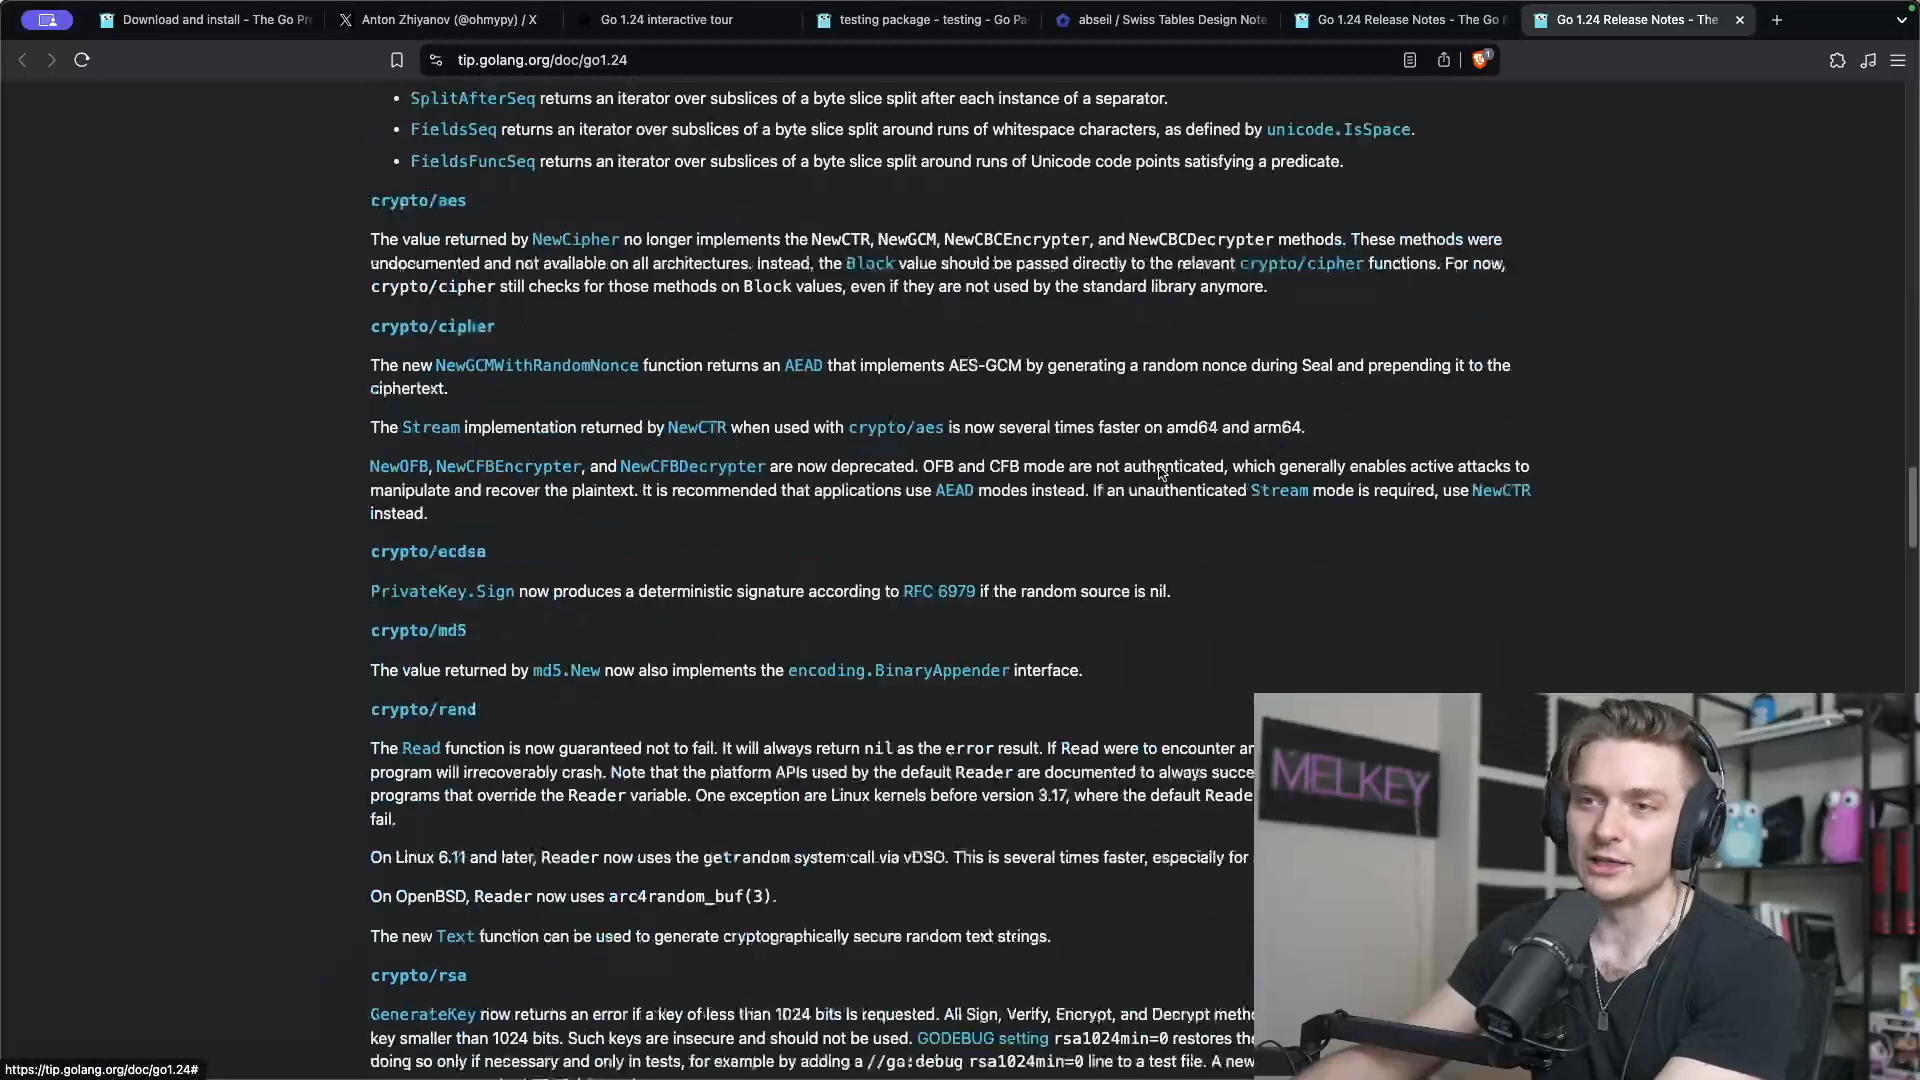 Download and install - The Go Pr
Anton Zhiyanov (@ohmypy) / X
Go 1.24 interactive tour
testing package - testing - Go Pa
abseil / Swiss Tables Design Note
Go 1.24 Release Notes - The Go
Go 1.24 Release Notes - The
tip.golang.org/doc/go1.24
1
• SplitAfterSeq returns an iterator over subslices of a byte slice split after each instance of a separator.
• FieldsSeq returns an iterator over subslices of a byte slice split around runs of whitespace characters, as defined by unicode.IsSpace.
• FieldsFuncSeq returns an iterator over subslices of a byte slice split around runs of Unicode code points satisfying a predicate.
crypto/aes
The value returned by NewCipher no longer implements the NewCTR, NewGCM, NewCBCEncrypter, and NewCBCDecrypter methods. These methods were
undocumented and not available on all architectures. Instead, the Block value should be passed directly to the relevant crypto/cipher functions. For now,
crypto/cipher still checks for those methods on Block values, even if they are not used by the standard library anymore.
crypto/cipher
The new NewGCMWithRandomNonce function returns an AEAD that implements AES-GCM by generating a random nonce during Seal and prepending it to the
ciphertext.
The Stream implementation returned by NewCTR when used with crypto/aes is now several times faster on amd64 and arm64.
NewOFB, NewCFBEncrypter, and NewCFBDecrypter are now deprecated. OFB and CFB mode are not authenticated, which generally enables active attacks to
manipulate and recover the plaintext. It is recommended that applications use AEAD modes instead. If an unauthenticated Stream mode is required, use NewCTR
instead.
crypto/ecdsa
PrivateKey.Sign now produces a deterministic signature according to RFC 6979 if the random source is nil.
crypto/md5
The value returned by md5.New now also implements the encoding.BinaryAppender interface.
crypto/rand
The Read function is now guaranteed not to fail. It will always return nil as the error result. If Read were to encounter an
program will irrecoverably crash. Note that the platform APIs used by the default Reader are documented to always succe
programs that override the Reader variable. One exception are Linux kernels before version 3.17, where the default Reade
fail.
On Linux 6.11 and later, Reader now uses the getrandom system call via vDSO. This is several times faster, especially for
On OpenBSD, Reader now uses arc4random_buf(3).
The new Text function can be used to generate cryptographically secure random text strings.
crypto/rsa
GenerateKey now returns an error if a key of less than 1024 bits is requested. All Sign, Verify, Encrypt, and Decrypt metho
key smaller than 1024 bits. Such keys are insecure and should not be used. GODEBUG setting rsa1024min=0 restores the
doing so only if necessary and only in tests, for example by adding a //go:debug rsa1024min=0 line to a test file. A new
https://tip.golang.org/doc/go1.24#
MELKEY